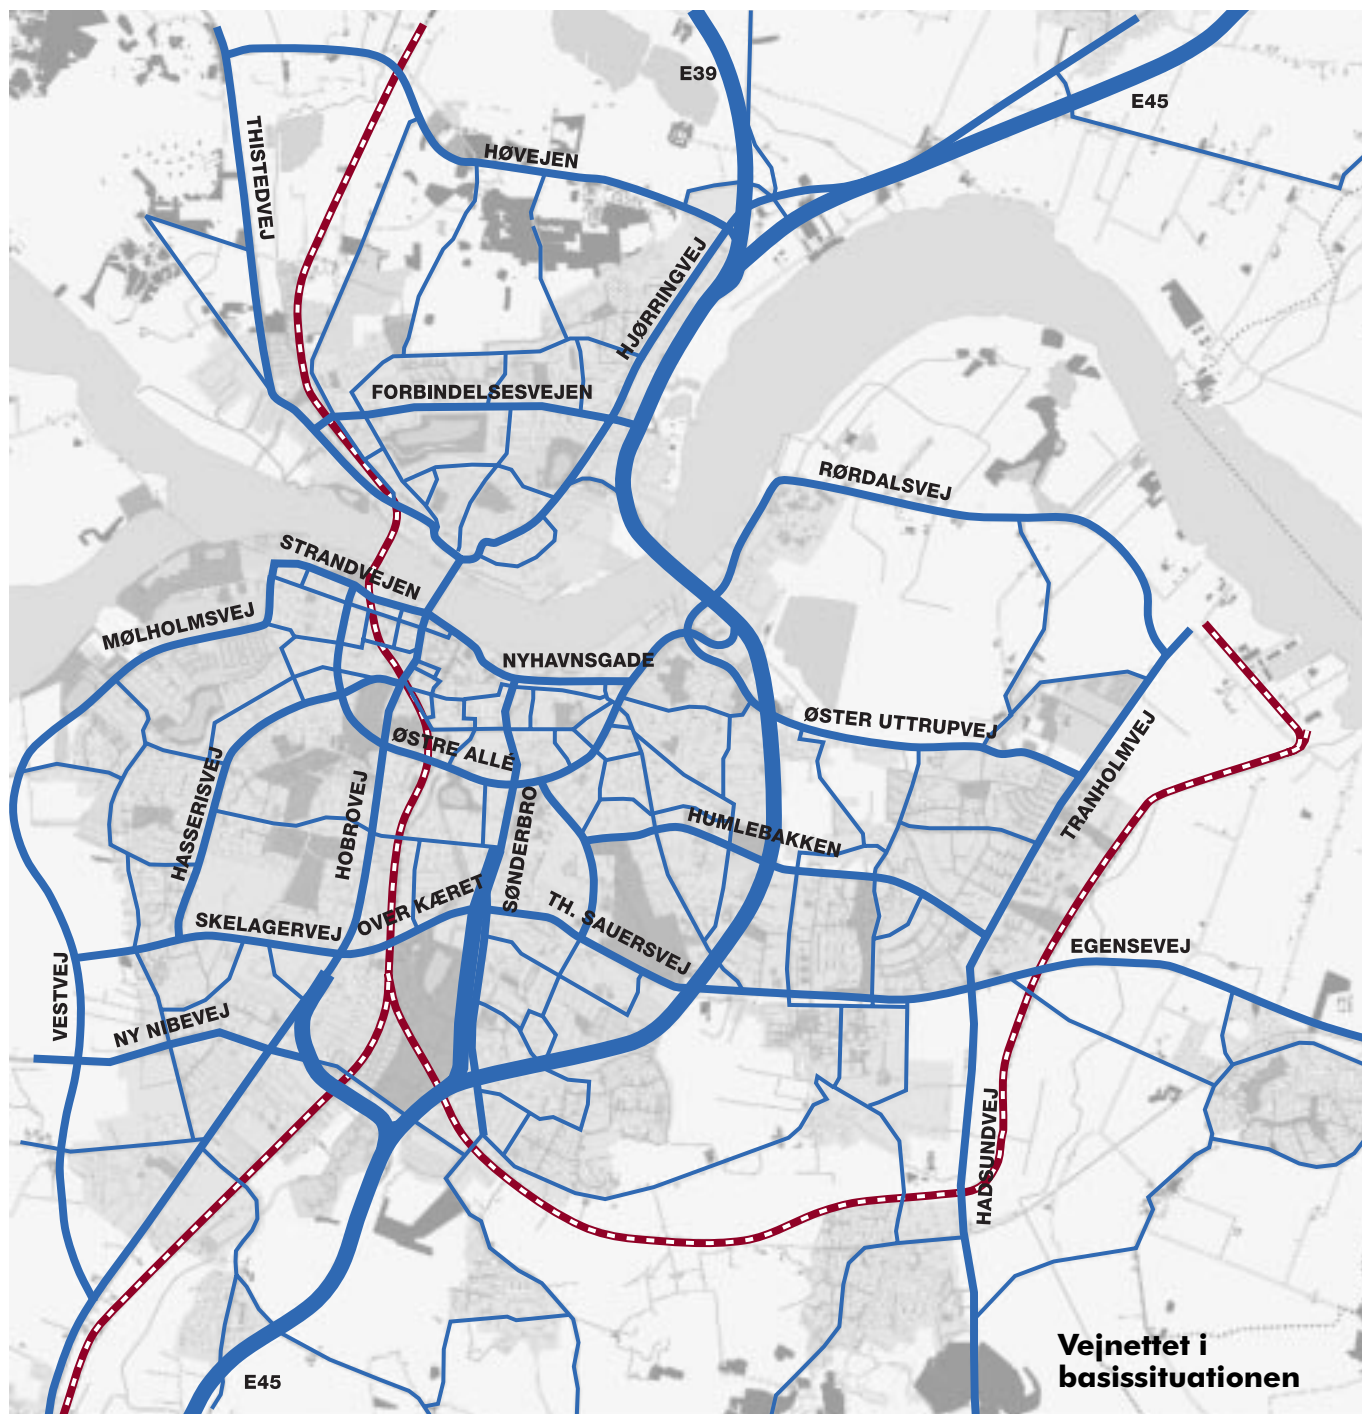 E39
E45
THISTEDVEJ
HØVEJEN
HJØRRINGVEJ
FORBINDELSESVEJEN
RØRDALSVEJ
STRANDVEJEN
MØLHOLMSVEJ
NYHAVNSGADE
ØSTER UTTRUPVEJ
ØSTRE ALLÉ
TRANHOLMVEJ
HASSERISVEJ
HOBROVEJ
SØNDERBRO
HUMLEBAKKEN
OVER KÆRET
TH. SAUERSVEJ
SKELAGERVEJ
EGENSEVEJ
VESTVEJ
NY NIBEVEJ
HADSUNDVEJ
E45
Vejnettet i
basissituationen